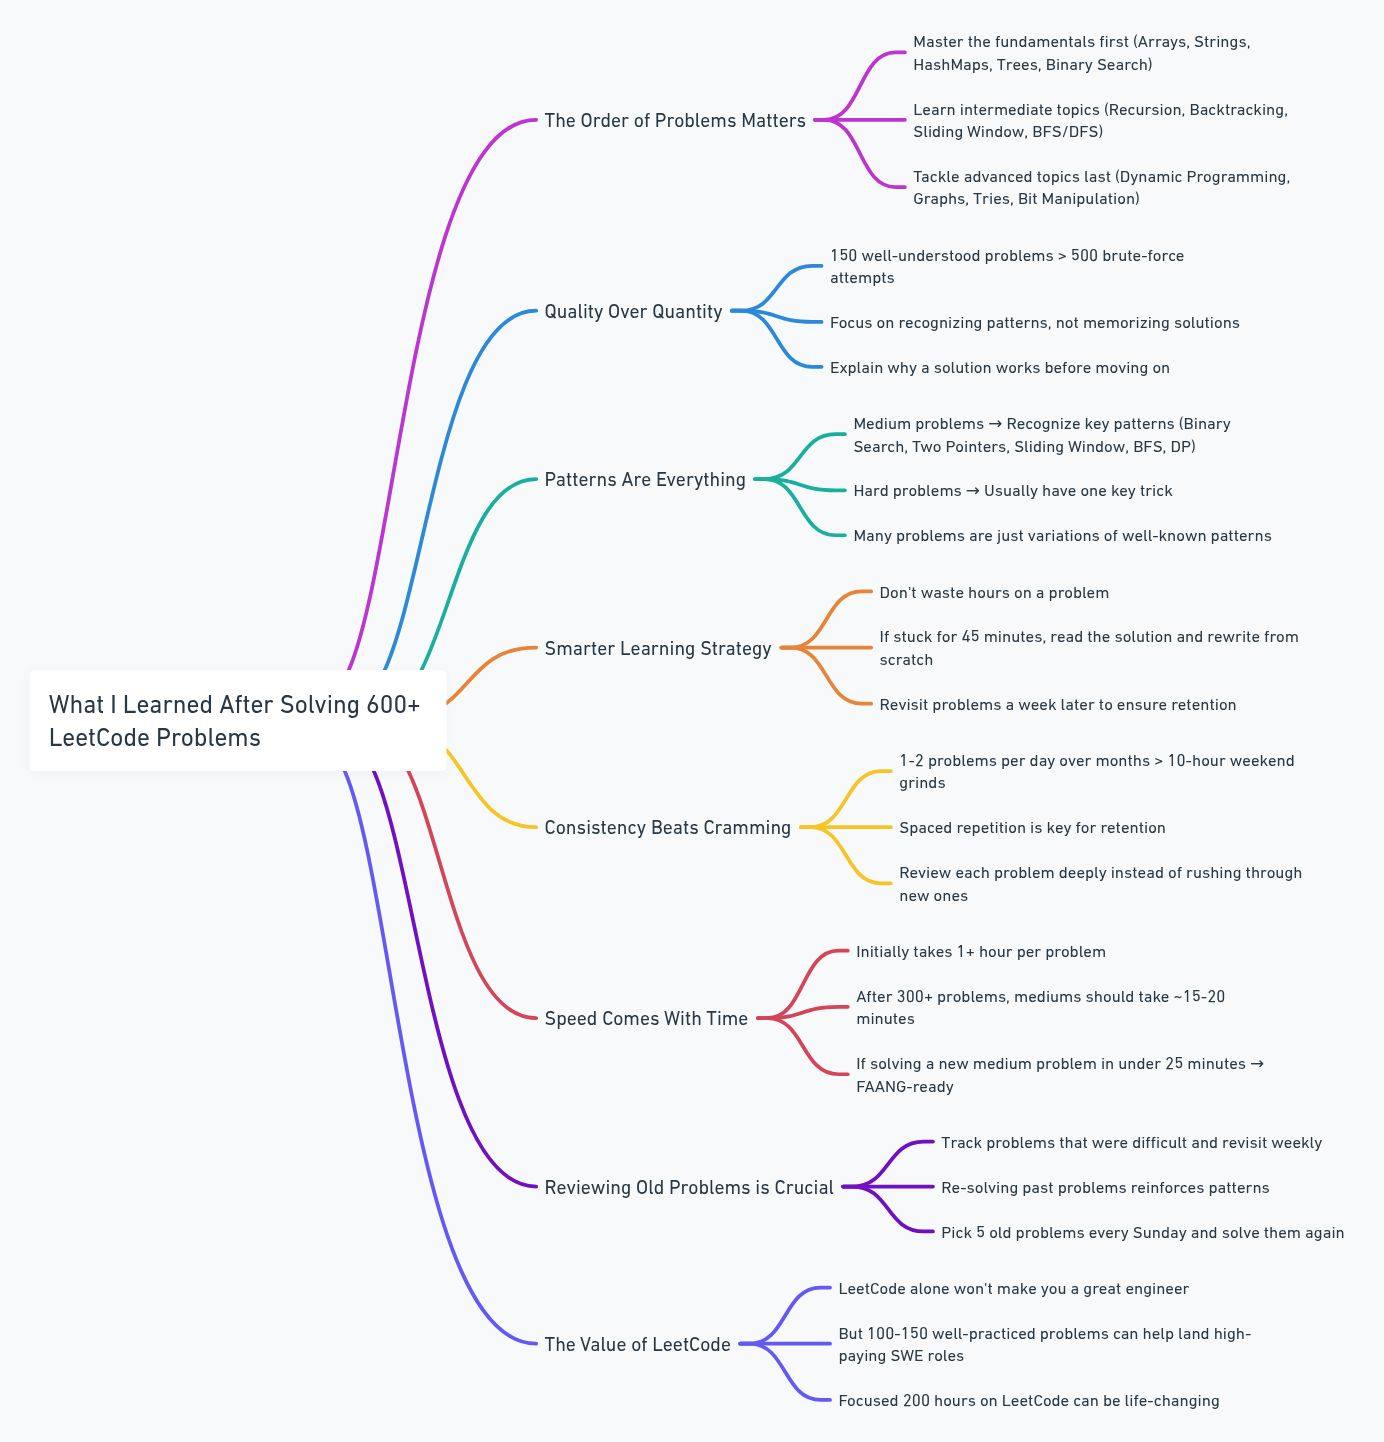 What I Learned After Solving 600+
LeetCode Problems
The Order of Problems Matters
Master the fundamentals first (Arrays, Strings,
HashMaps, Trees, Binary Search)
Learn intermediate topics (Recursion, Backtracking,
Sliding Window, BFS/DFS)
Tackle advanced topics last (Dynamic Programming,
Graphs, Tries, Bit Manipulation)
Quality Over Quantity
150 well-understood problems > 500 brute-force
attempts
Focus on recognizing patterns, not memorizing solutions
Explain why a solution works before moving on
Patterns Are Everything
Medium problems → Recognize key patterns (Binary
Search, Two Pointers, Sliding Window, BFS, DP)
Hard problems → Usually have one key trick
Many problems are just variations of well-known patterns
Smarter Learning Strategy
Don't waste hours on a problem
If stuck for 45 minutes, read the solution and rewrite from
scratch
Revisit problems a week later to ensure retention
Consistency Beats Cramming
1-2 problems per day over months > 10-hour weekend
grinds
Spaced repetition is key for retention
Review each problem deeply instead of rushing through
new ones
Speed Comes With Time
Initially takes 1+ hour per problem
After 300+ problems, mediums should take ~15-20
minutes
If solving a new medium problem in under 25 minutes →
FAANG-ready
Reviewing Old Problems is Crucial
Track problems that were difficult and revisit weekly
Re-solving past problems reinforces patterns
Pick 5 old problems every Sunday and solve them again
The Value of LeetCode
LeetCode alone won't make you a great engineer
But 100-150 well-practiced problems can help land high-
paying SWE roles
Focused 200 hours on LeetCode can be life-changing